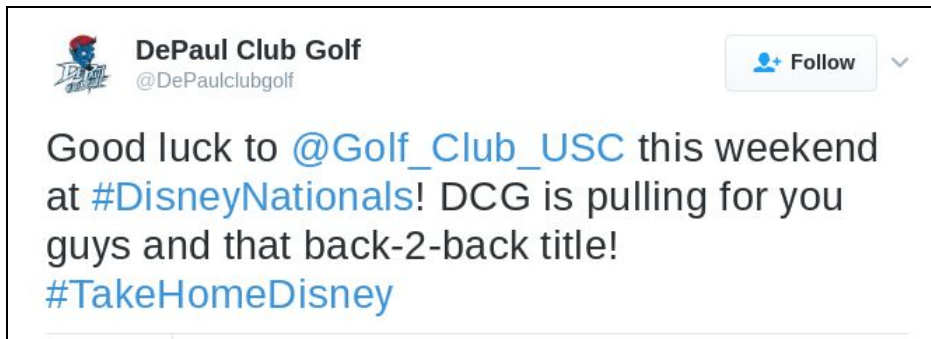 DePaul Club Golf
@DePaulclubgolf
Follow
Good luck to @Golf_Club_USC this weekend
at #DisneyNationals! DCG is pulling for you
guys and that back-2-back title!
#TakeHomeDisney